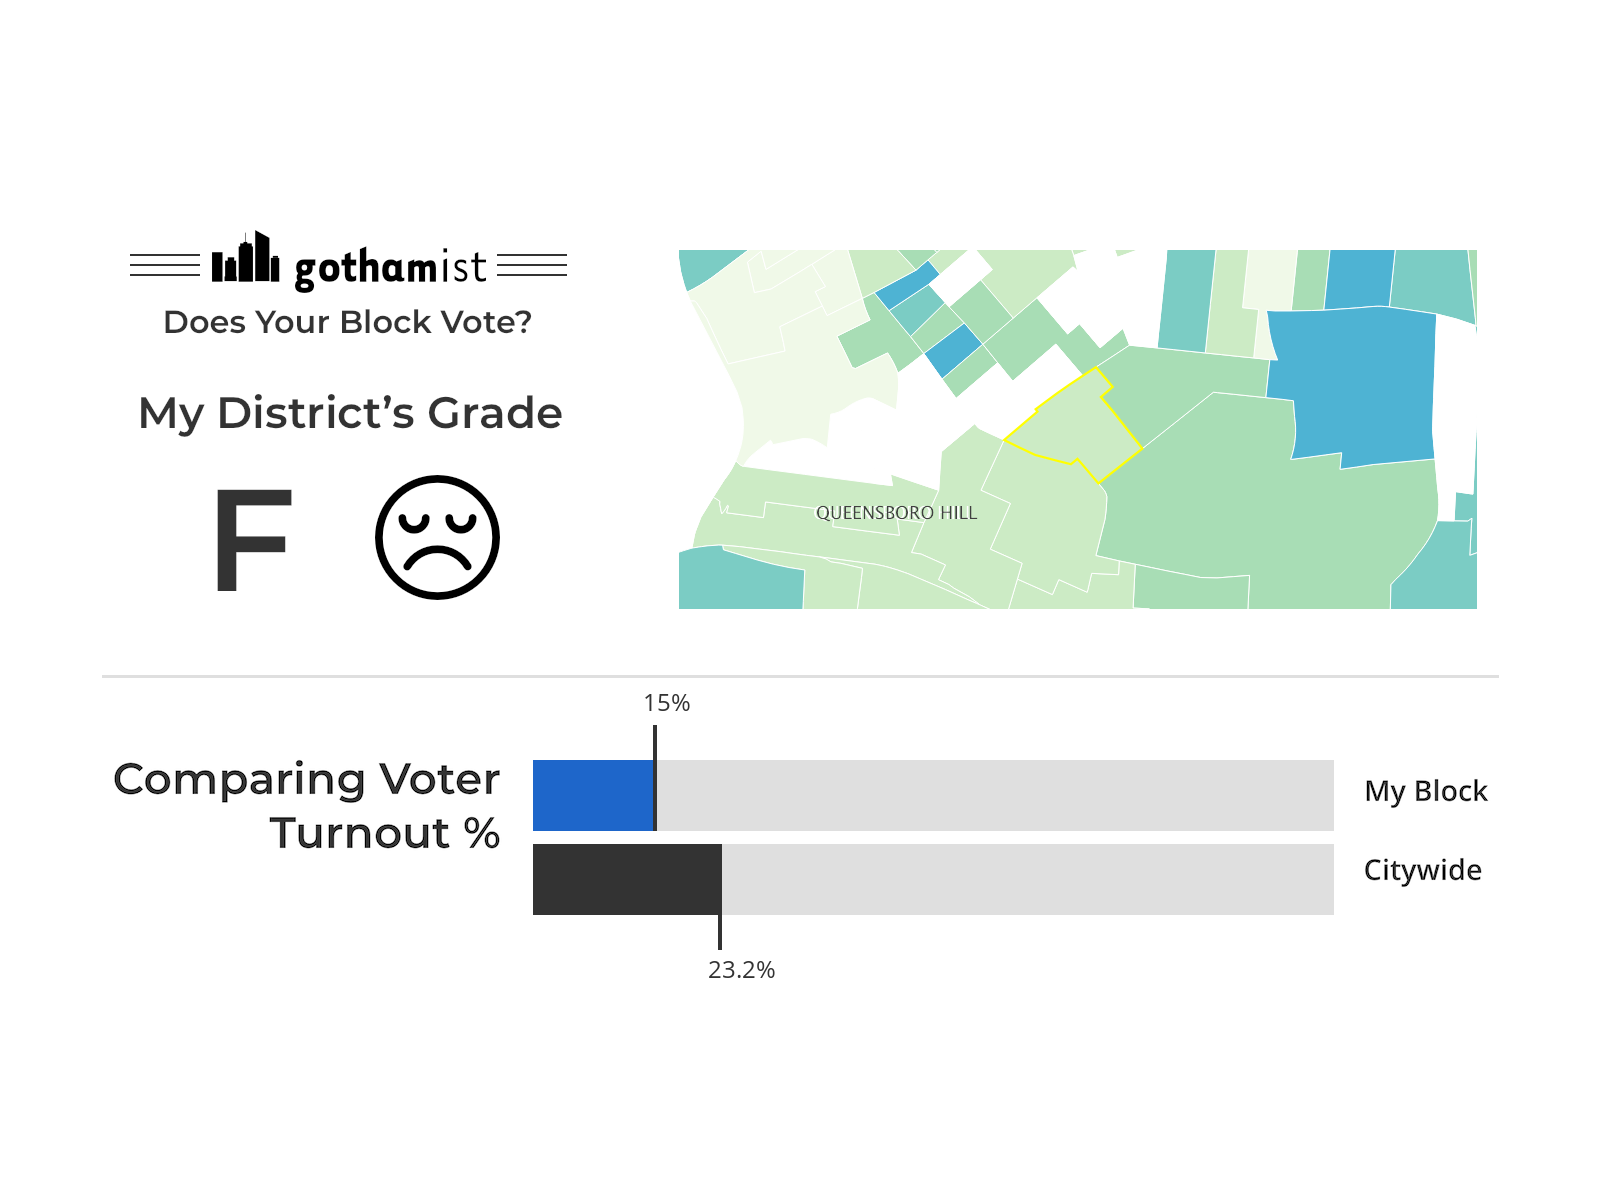 gothamist
Does Your Block Vote?
My District’s Grade
F
QUEENSBORO HILL
15%
Comparing Voter
Turnout %
My Block
Citywide
23.2%